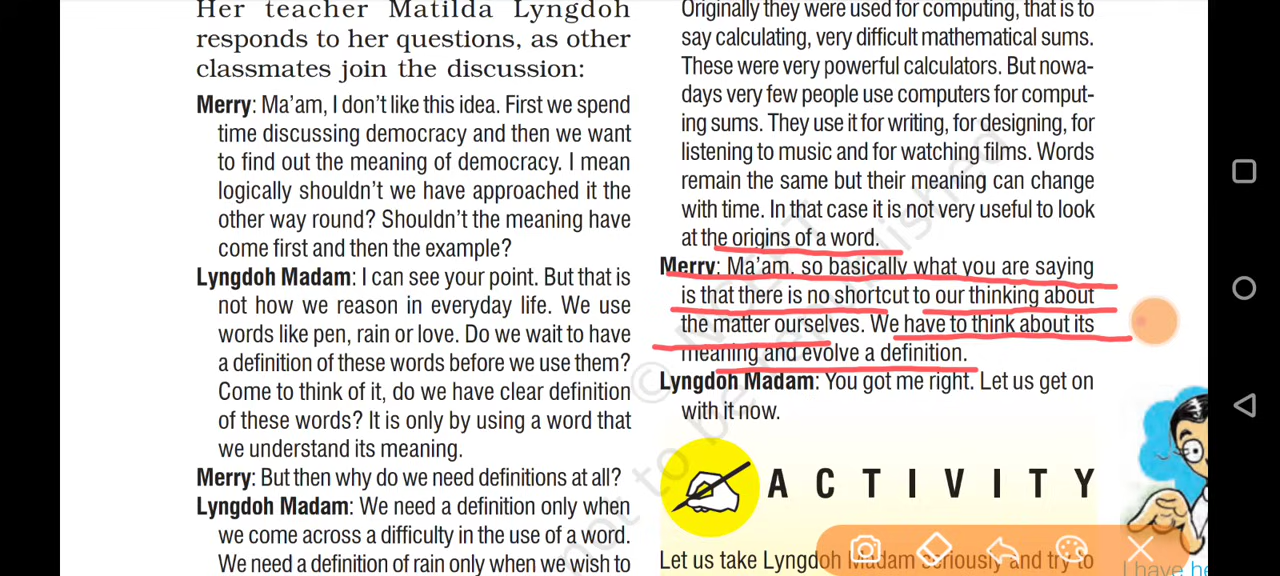 Her teacher Matilda Lyngdoh
responds to her questions, as other
classmates join the discussion:
Merry: Ma'am, I don't like this idea. First we spend
time discussing democracy and then we want
to find out the meaning of democracy. I mean
logically shouldn't we have approached it the
other way round? Shouldn't the meaning have
come first and then the example?
Lyngdoh Madam: I can see your point. But that is
not how we reason in everyday life. We use
words like pen, rain or love. Do we wait to have
a definition of these words before we use them?
Come to think of it, do we have clear definition
of these words? It is only by using a word that
we understand its meaning.
Merry: But then why do we need definitions at all?
Lyngdoh Madam: We need a definition only when
we come across a difficulty in the use of a word.
We need a definition of rain only when we wish to
Originally they were used for computing, that is to
say calculating, very difficult mathematical sums.
These were very powerful calculators. But nowa-
days very few people use computers for comput-
ing sums. They use it for writing, for designing, for
listening to music and for watching films. Words
remain the same but their meaning can change
with time. In that case it is not very useful to look
at the origins of a word.
Merry: Ma'am, so basically what you are saying
is that there is no shortcut to our thinking about
the matter ourselves. We have to think about its
meaning and evolve a definition.
Lyngdoh Madam: You got me right. Let us get on
with it now.
ACTIVITY
Let us take Lyngdoh Madam seriously and try to
I have he
not to be